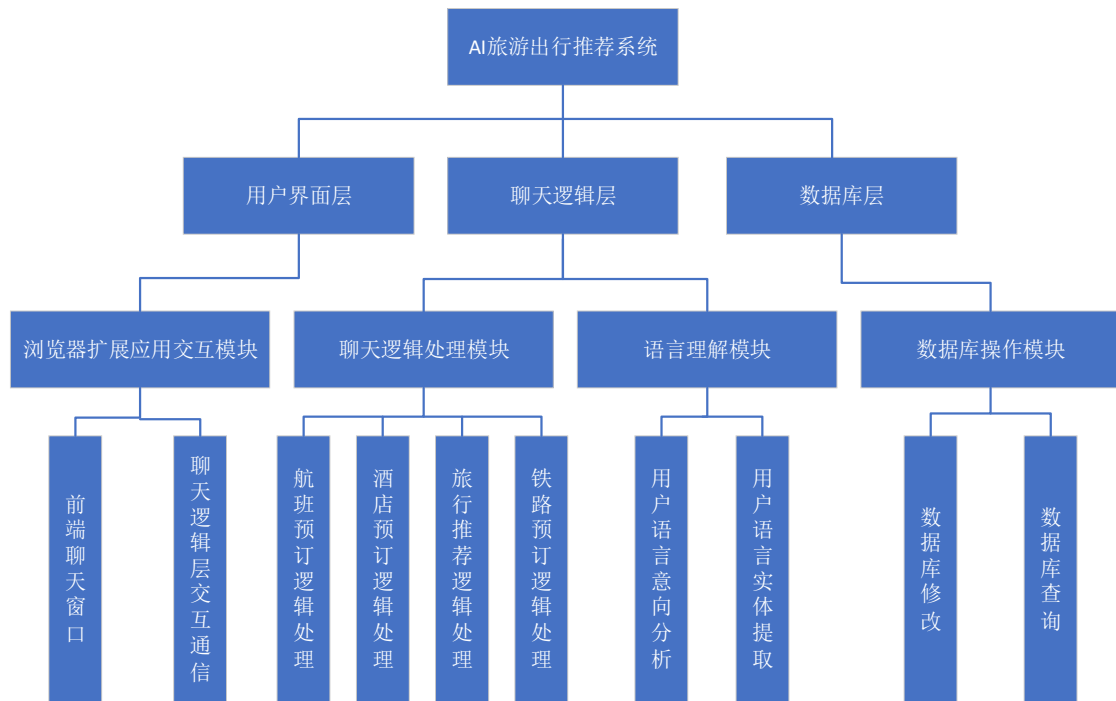 AI旅游出行推荐系统
用户界面层
聊天逻辑层
数据库层
浏览器扩展应用交互模块
聊天逻辑处理模块
语言理解模块
数据库操作模块
前端聊天窗口
聊天逻辑层交互通信
航班预订逻辑处理
酒店预订逻辑处理
旅行推荐逻辑处理
铁路预订逻辑处理
用户语言意向分析
用户语言实体提取
数据库修改
数据库查询